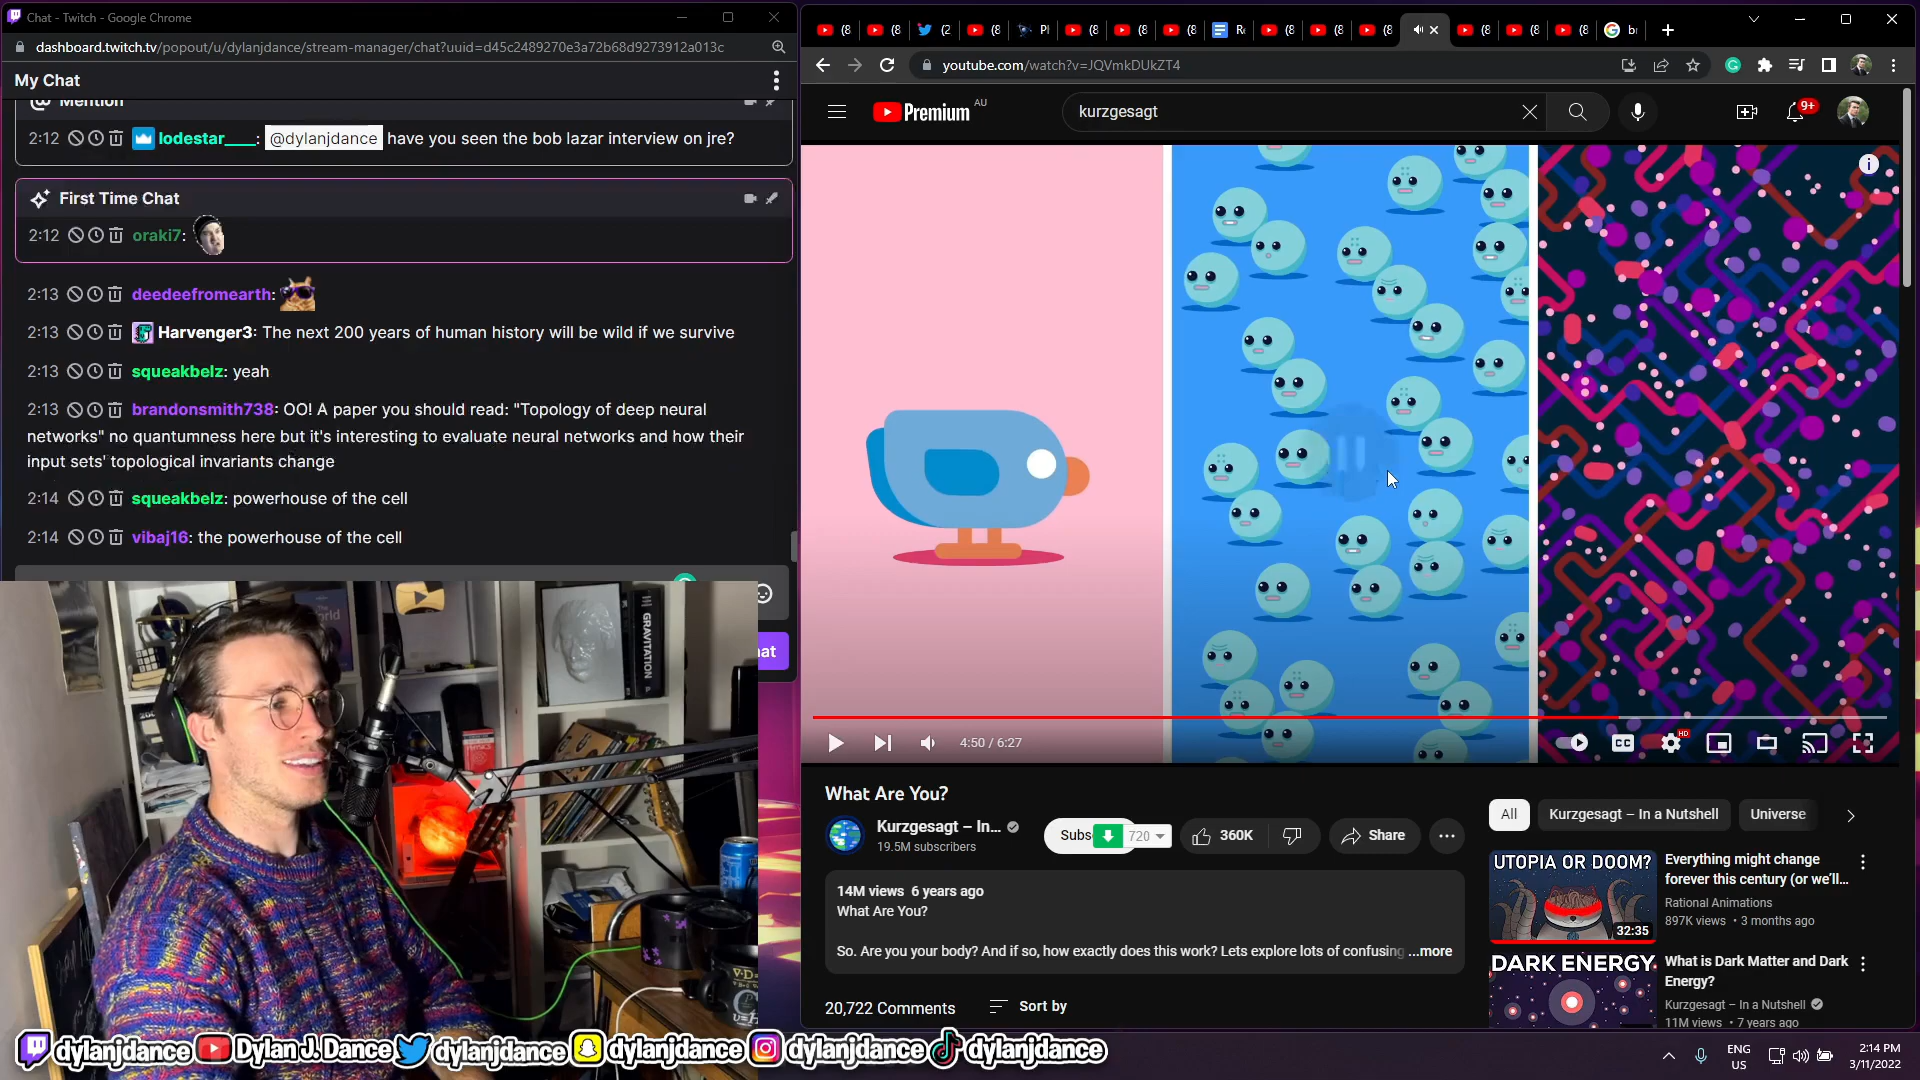 Chat - Twitch - Google Chrome
dashboard.twitch.tv/popout/u/dylanjdance/stream-manager/chat?uuid=d45c2489270e3a72b68d9273912a013c
My Chat
Mention
2:12 lodestar____: @dylanjdance have you seen the bob lazar interview on jre?
First Time Chat
2:12 oraki7:
2:13 deedeefromearth:
2:13 Harvenger3: The next 200 years of human history will be wild if we survive
2:13 squeakbelz: yeah
2:13 brandonsmith738: OO! A paper you should read: "Topology of deep neural
networks" no quantumness here but it's interesting to evaluate neural networks and how their
input sets' topological invariants change
2:14 squeakbelz: powerhouse of the cell
2:14 vibaj16: the powerhouse of the cell
hat
GRAVITATION
PHYSICS
youtube.com/watch?v=JQVmkDUkZT4
Premium AU
kurzgesagt
9+
4:50 / 6:27
CC
HD
What Are You?
Kurzgesagt – In...
19.5M subscribers
Subs
720
360K
Share
14M views 6 years ago
What Are You?
So. Are you your body? And if so, how exactly does this work? Lets explore lots of confusing ...more
20,722 Comments
Sort by
All
Kurzgesagt – In a Nutshell
Universe
UTOPIA OR DOOM?
32:35
Everything might change
forever this century (or we'll...
Rational Animations
897K views • 3 months ago
DARK ENERGY
What is Dark Matter and Dark
Energy?
Kurzgesagt – In a Nutshell
11M views • 7 years ago
dylanjdance Dylan J. Dance dylanjdance dylanjdance dylanjdance dylanjdance
ENG
US
2:14 PM
3/11/2022